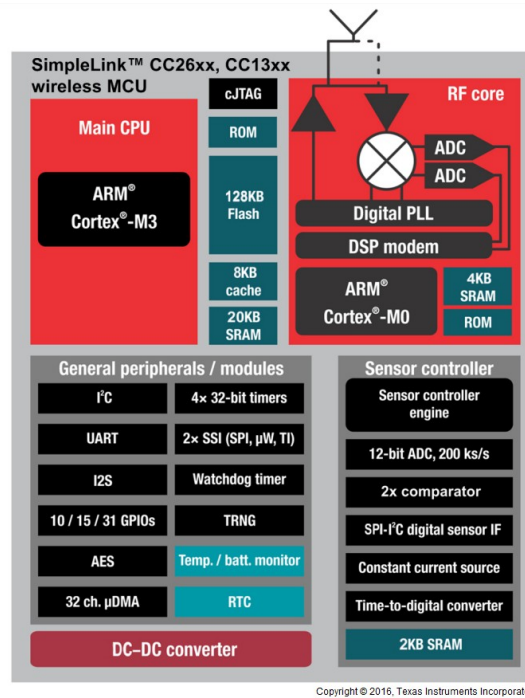 SimpleLink™ CC26xx, CC13xx
wireless MCU
cJTAG
RF core
Main CPU
ROM
ADC
ADC
ARM®
Cortex®-M3
128KB
Flash
Digital PLL
DSP modem
8KB
cache
ARM®
Cortex®-M0
4KB
SRAM
20KB
SRAM
ROM
General peripherals / modules
Sensor controller
I²C
4× 32-bit timers
Sensor controller
engine
UART
2× SSI (SPI, µW, TI)
12-bit ADC, 200 ks/s
I2S
Watchdog timer
2x comparator
10 / 15 / 31 GPIOs
TRNG
SPI-I²C digital sensor IF
AES
Temp. / batt. monitor
Constant current source
32 ch. µDMA
RTC
Time-to-digital converter
DC–DC converter
2KB SRAM
Copyright © 2016, Texas Instruments Incorporat